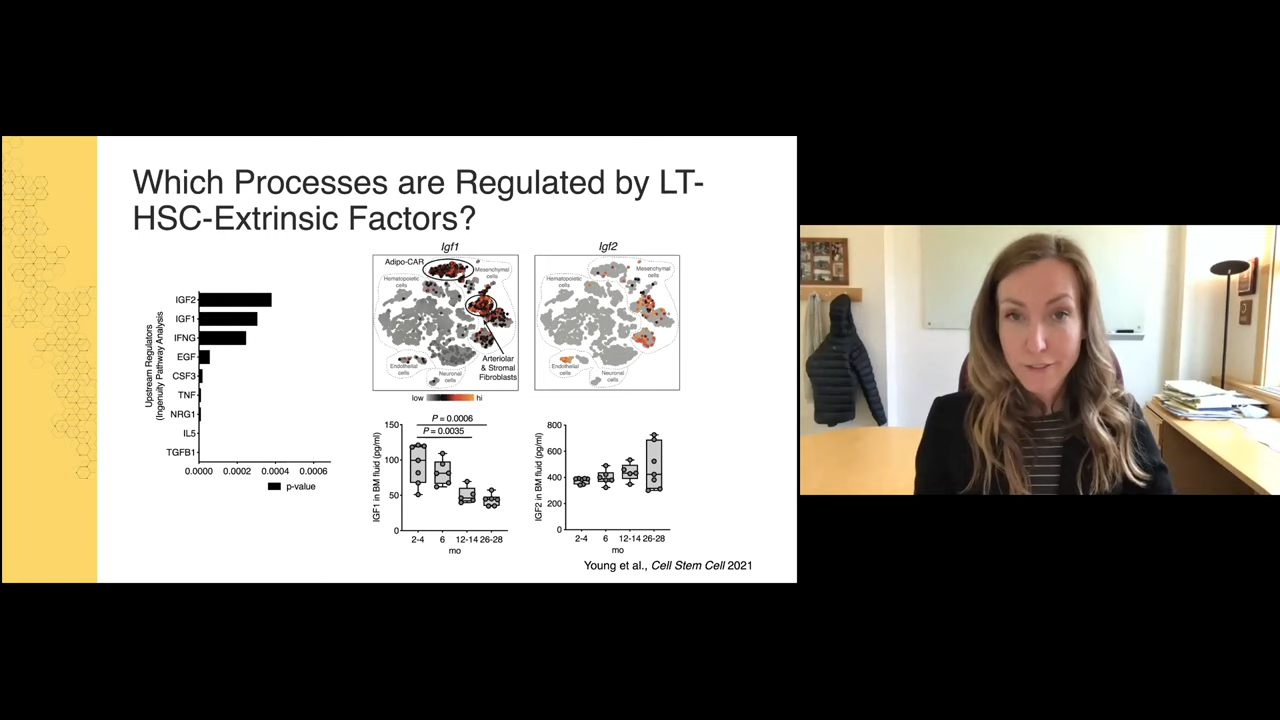 Which Processes are Regulated by LT-
HSC-Extrinsic Factors?
Upstream Regulators
(Ingenuity Pathway Analysis)
IGF2
IGF1
IFNG
EGF
CSF3
TNF
NRG1
IL5
TGFB1
0.0000 0.0002 0.0004 0.0006
p-value
Igf1
Adipo-CAR
Mesenchymal
cells
Hematopoietic
cells
Endothelial
cells
Neuronal
cells
Arteriolar
& Stromal
Fibroblasts
low hi
Igf2
Hematopoietic
cells
Mesenchymal
cells
Endothelial
cells
Neuronal
cells
IGF1 in BM fluid (pg/ml)
150
100
50
0
P = 0.0006
P = 0.0035
2-4 6 12-14 26-28
mo
IGF2 in BM fluid (pg/ml)
800
600
400
200
0
2-4 6 12-14 26-28
mo
Young et al., Cell Stem Cell 2021